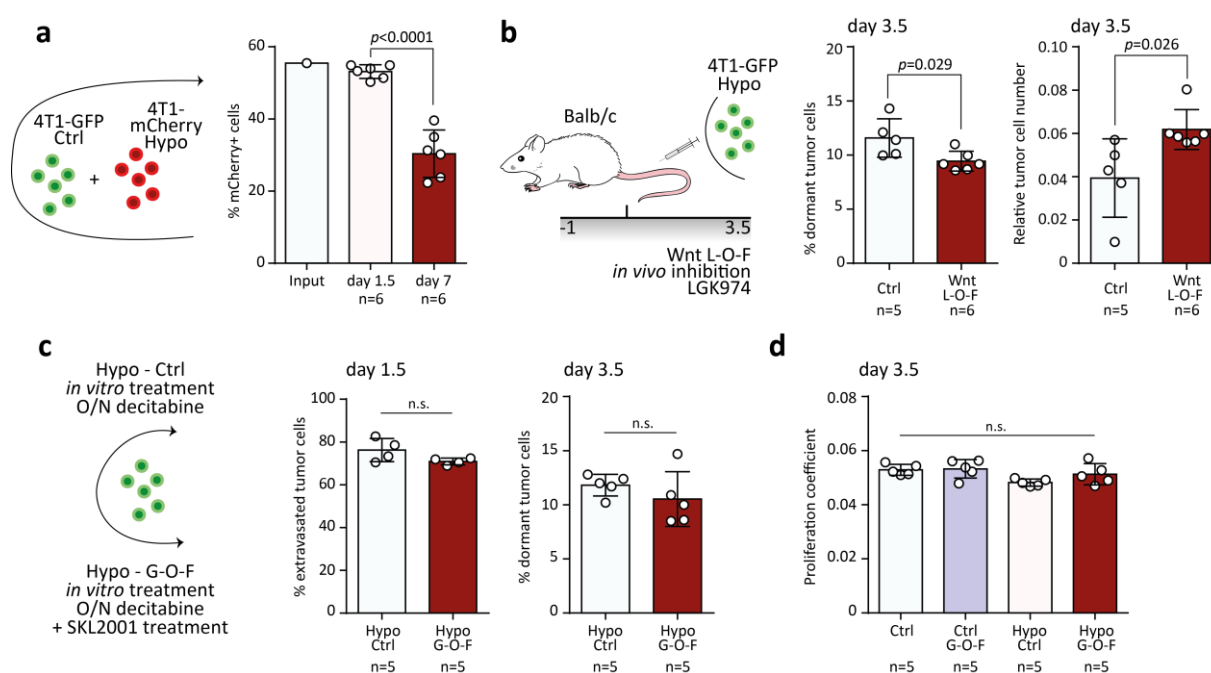 a
4T1-GFP
Ctrl
+
4T1-
mCherry
Hypo
% mCherry+ cells
60
40
20
0
p<0.0001
Input
day 1.5
n=6
day 7
n=6
b
Balb/c
4T1-GFP
Hypo
-1
3.5
Wnt L-O-F
in vivo inhibition
LGK974
day 3.5
% dormant tumor cells
20
15
10
5
0
p=0.029
Ctrl
n=5
Wnt
L-O-F
n=6
day 3.5
Relative tumor cell number
0.10
0.08
0.06
0.04
0.02
0
p=0.026
Ctrl
n=5
Wnt
L-O-F
n=6
c
Hypo - Ctrl
in vitro treatment
O/N decitabine
Hypo - G-O-F
in vitro treatment
O/N decitabine
+ SKL2001 treatment
day 1.5
% extravasated tumor cells
100
80
60
40
20
0
n.s.
Hypo
Ctrl
n=5
Hypo
G-O-F
n=5
day 3.5
% dormant tumor cells
20
15
10
5
0
n.s.
Hypo
Ctrl
n=5
Hypo
G-O-F
n=5
d
day 3.5
Proliferation coefficient
0.08
0.06
0.04
0.02
0
n.s.
Ctrl
n=5
Ctrl
G-O-F
n=5
Hypo
Ctrl
n=5
Hypo
G-O-F
n=5